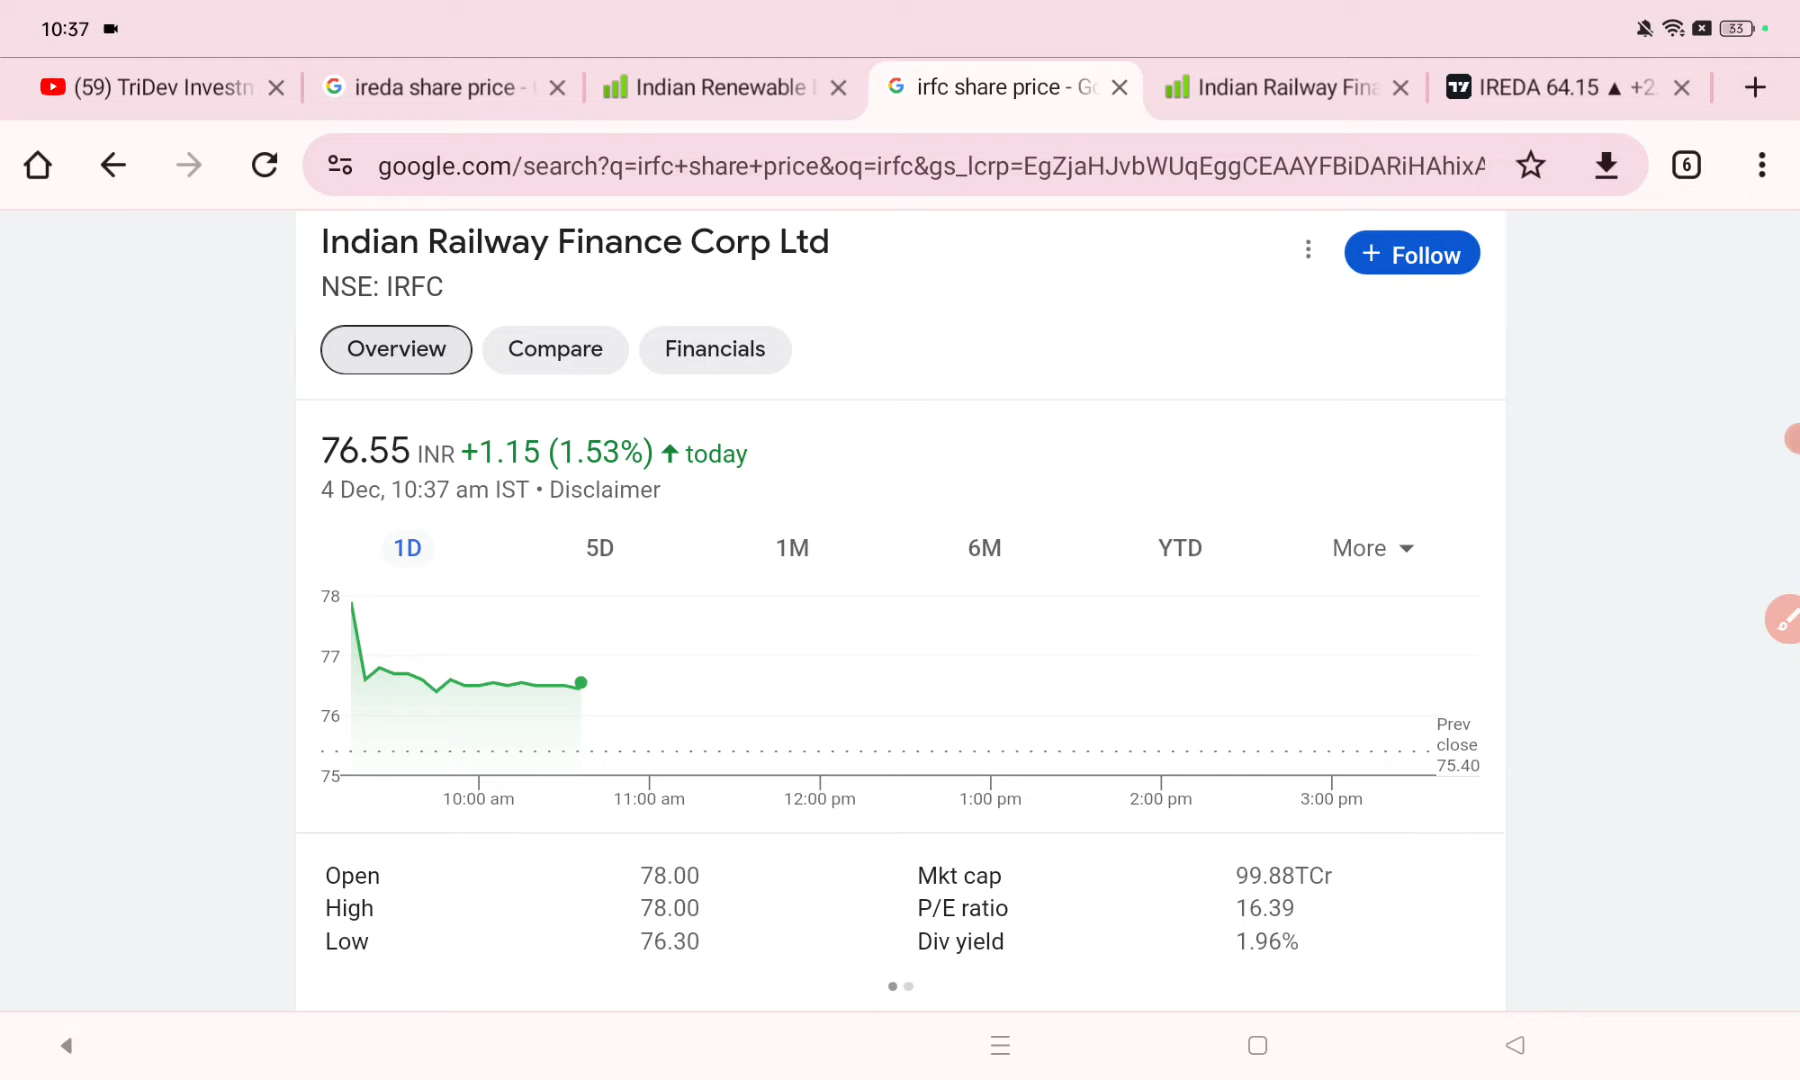 10:37
33
(59) TriDev Investn
ireda share price -
Indian Renewable
irfc share price - Go
Indian Railway Fina
IREDA 64.15 ▲ +2.
google.com/search?q=irfc+share+price&oq=irfc&gs_lcrp=EgZjaHJvbWUqEggCEAAYFBiDARiHAhixA
6
Indian Railway Finance Corp Ltd
+ Follow
NSE: IRFC
Overview
Compare
Financials
76.55 INR +1.15 (1.53%) ↑ today
4 Dec, 10:37 am IST • Disclaimer
1D 5D 1M 6M YTD More
78
77
76
75
Prev
close
75.40
10:00 am 11:00 am 12:00 pm 1:00 pm 2:00 pm 3:00 pm
Open 78.00 Mkt cap 99.88TCr
High 78.00 P/E ratio 16.39
Low 76.30 Div yield 1.96%